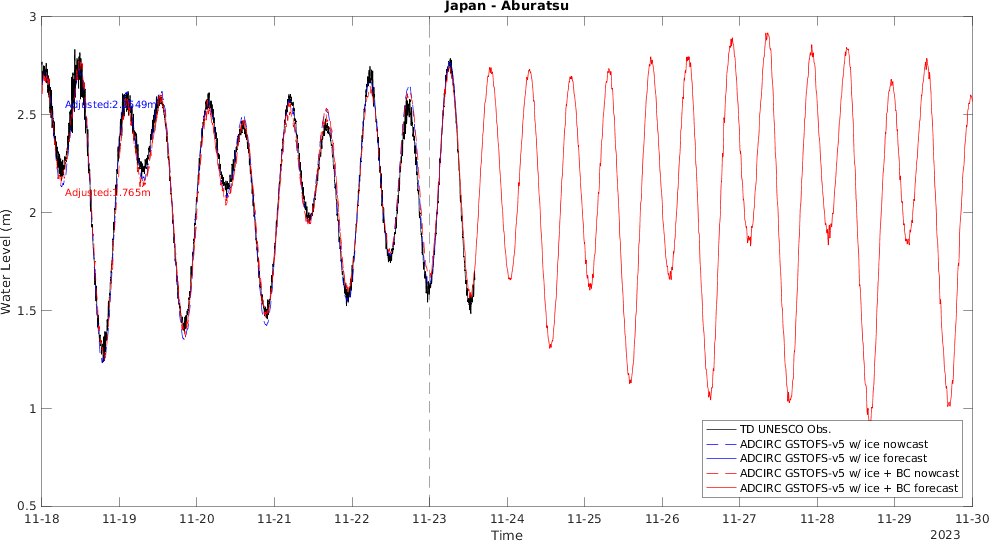 Japan - Aburatsu
3
2.5
2
1.5
1
0.5
Water Level (m)
Adjusted:3.765m
11-18 11-19 11-20 11-21 11-22 11-23 11-24 11-25 11-26 11-27 11-28 11-29 11-30
Time
2023
TD UNESCO Obs.
ADCIRC GSTOFS-v5 w/ ice nowcast
ADCIRC GSTOFS-v5 w/ ice forecast
ADCIRC GSTOFS-v5 w/ ice + BC nowcast
ADCIRC GSTOFS-v5 w/ ice + BC forecast